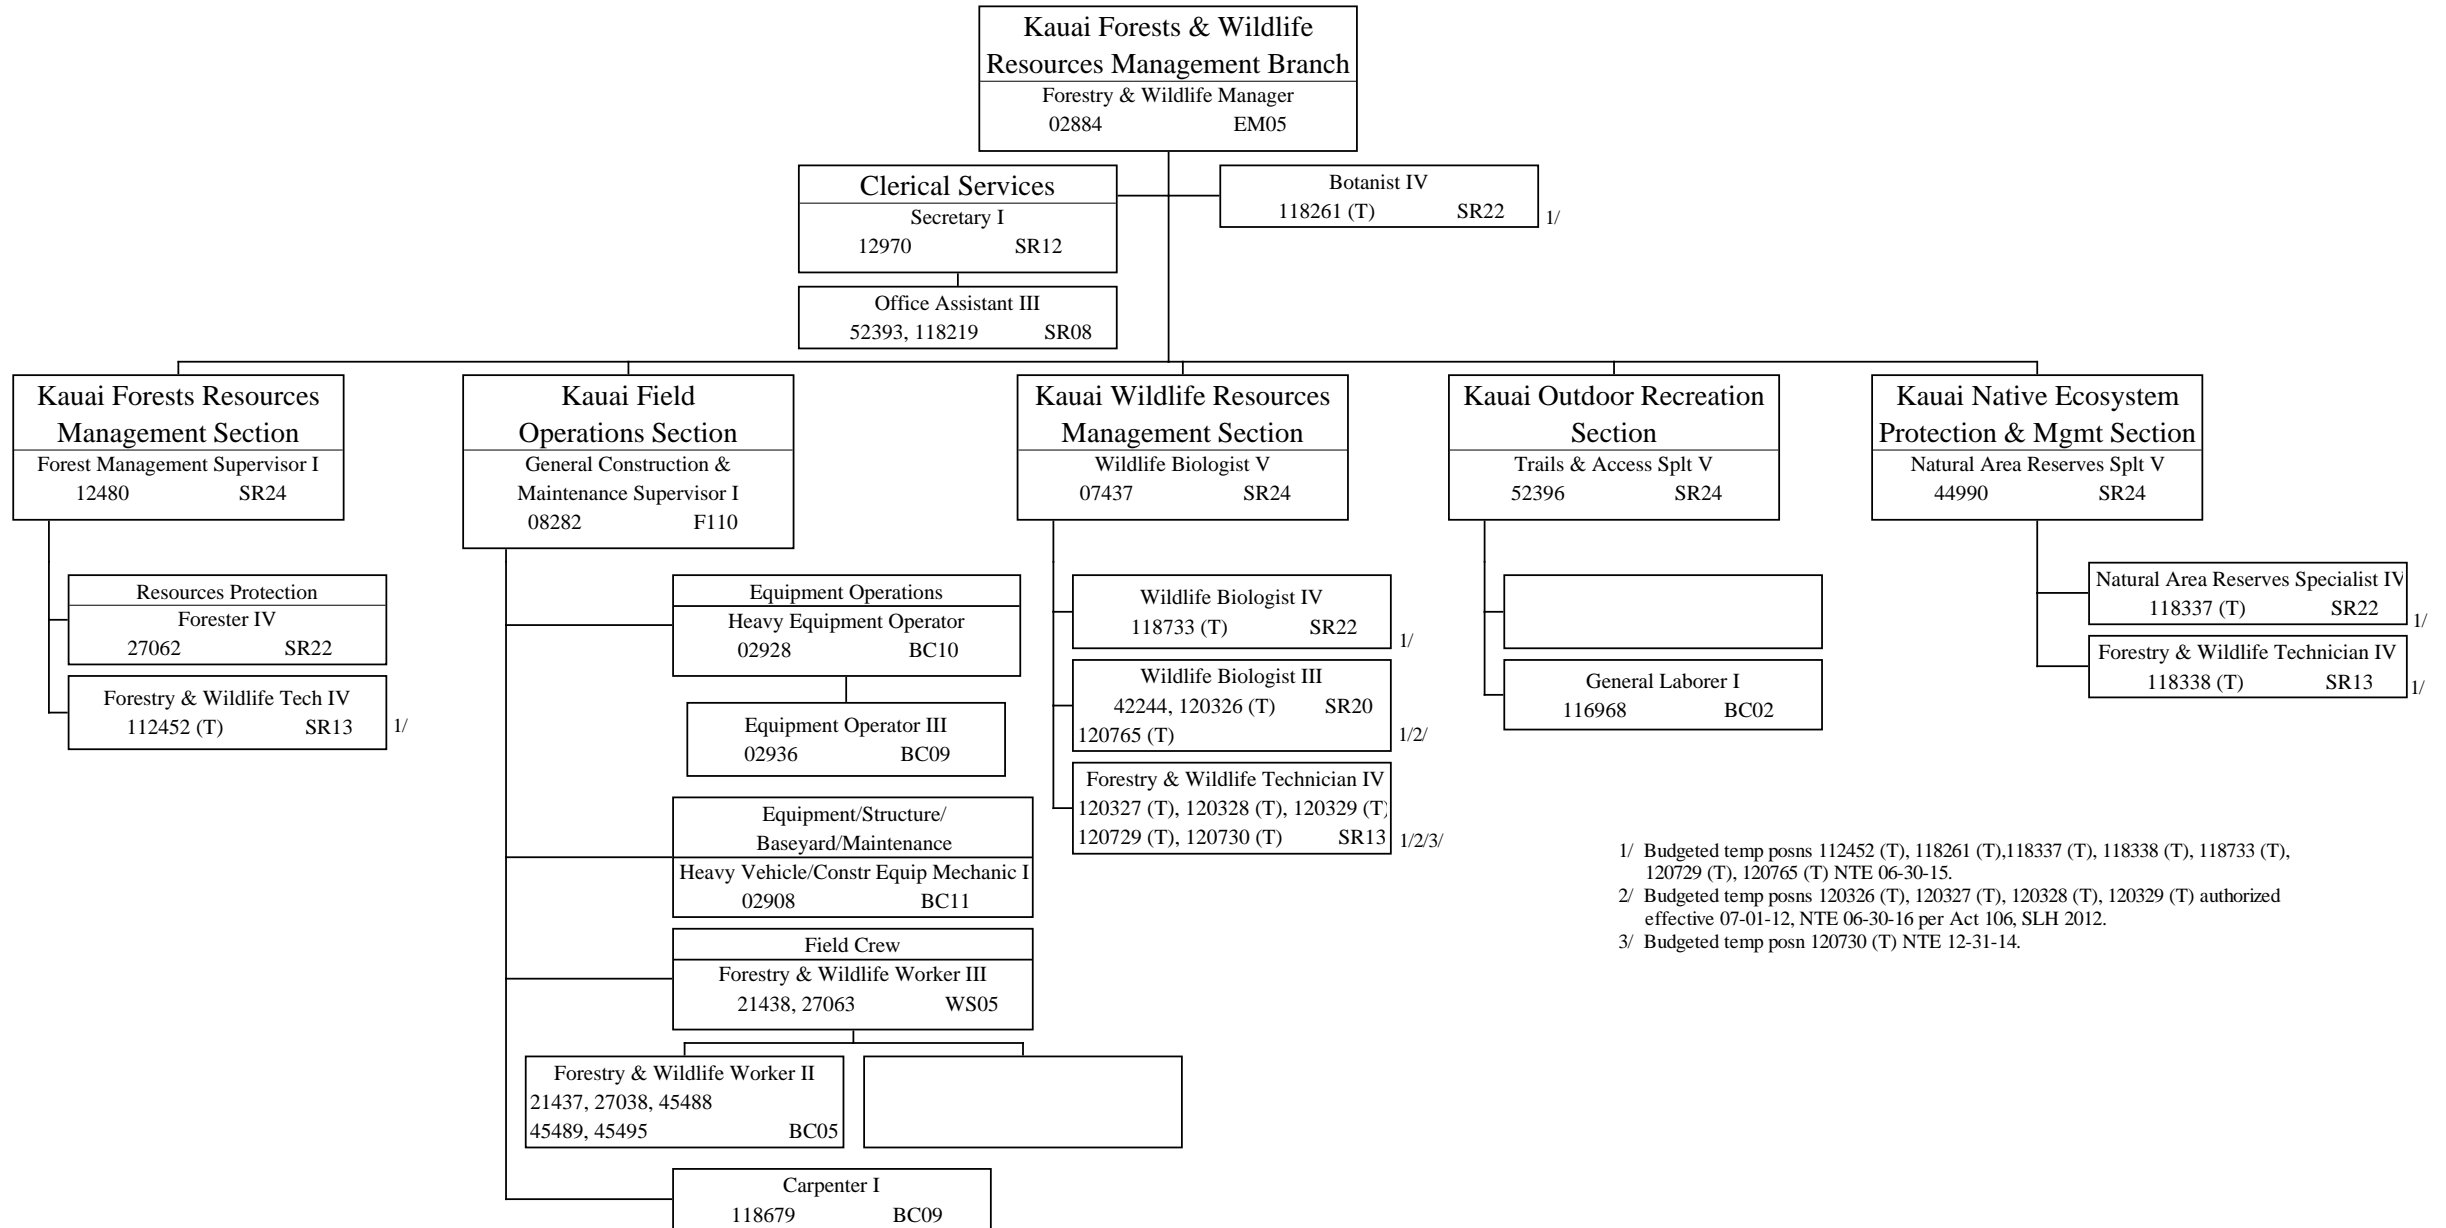 Kauai Forests & Wildlife
Resources Management Branch
Forestry & Wildlife Manager
02884 EM05
Clerical Services
Secretary I
12970 SR12
Office Assistant III
52393, 118219 SR08
Botanist IV
118261 (T) SR22 1/
Kauai Forests Resources
Management Section
Forest Management Supervisor I
12480 SR24
Resources Protection
Forester IV
27062 SR22
Forestry & Wildlife Tech IV
112452 (T) SR13 1/
Kauai Field
Operations Section
General Construction &
Maintenance Supervisor I
08282 F110
Equipment Operations
Heavy Equipment Operator
02928 BC10
Equipment Operator III
02936 BC09
Equipment/Structure/
Baseyard/Maintenance
Heavy Vehicle/Constr Equip Mechanic I
02908 BC11
Field Crew
Forestry & Wildlife Worker III
21438, 27063 WS05
Forestry & Wildlife Worker II
21437, 27038, 45488
45489, 45495 BC05
Carpenter I
118679 BC09
Kauai Wildlife Resources
Management Section
Wildlife Biologist V
07437 SR24
Wildlife Biologist IV
118733 (T) SR22
1/
Wildlife Biologist III
42244, 120326 (T) SR20
120765 (T) 1/2/
Forestry & Wildlife Technician IV
120327 (T), 120328 (T), 120329 (T)
120729 (T), 120730 (T) SR13 1/2/3/
Kauai Outdoor Recreation
Section
Trails & Access Splt V
52396 SR24
General Laborer I
116968 BC02
Kauai Native Ecosystem
Protection & Mgmt Section
Natural Area Reserves Splt V
44990 SR24
Natural Area Reserves Specialist IV
118337 (T) SR22
1/
Forestry & Wildlife Technician IV
118338 (T) SR13 1/
1/ Budgeted temp posns 112452 (T), 118261 (T),118337 (T), 118338 (T), 118733 (T),
120729 (T), 120765 (T) NTE 06-30-15.
2/ Budgeted temp posns 120326 (T), 120327 (T), 120328 (T), 120329 (T) authorized
effective 07-01-12, NTE 06-30-16 per Act 106, SLH 2012.
3/ Budgeted temp posn 120730 (T) NTE 12-31-14.